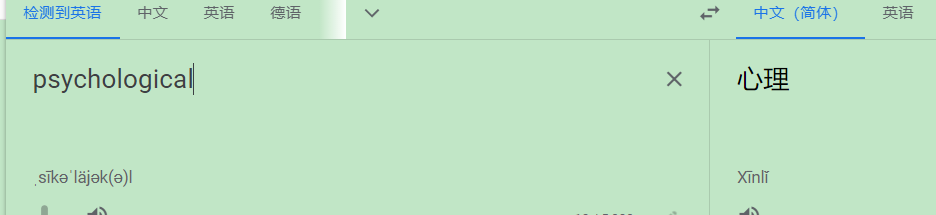 检测到英语 中文 英语 德语 中文（简体） 英语
psychological 心理
ˌsīkəˈläjək(ə)l Xīnlǐ